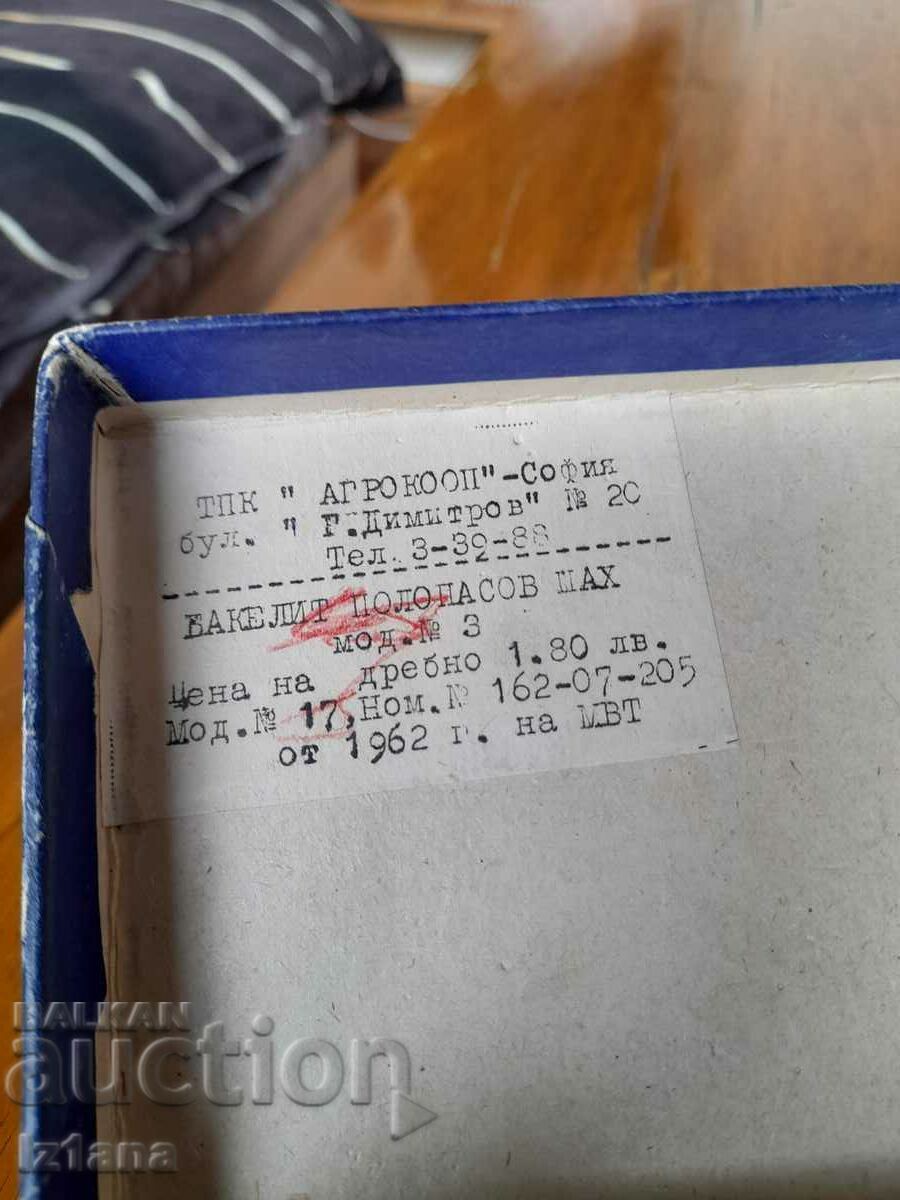 ТПК " АГРОКООП"-София
бул. " Г.Димитров" № 20
Тел. 3-39-88
БАКЕЛИТ ПОЛОПАСОВ ШАХ
мод.№ 3
Цена на дребно 1.80 лв.
Мод.№ 17,Ном.№ 162-07-205
от 1962 г. на МВТ
BALKAN
auction
Iz1ana